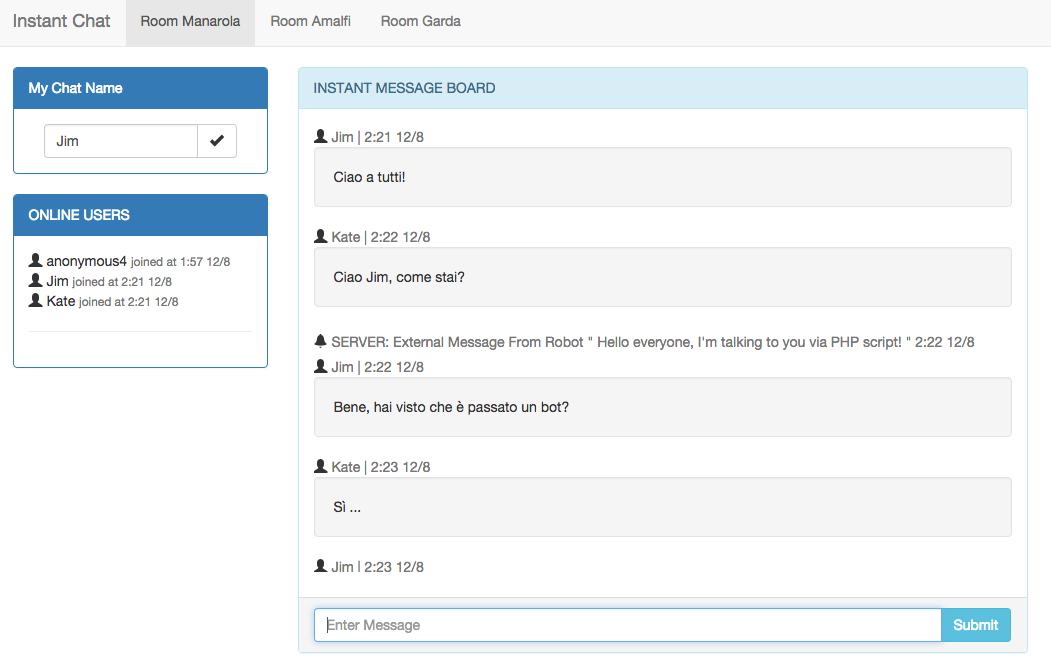 Instant Chat Room Manarola Room Amalfi Room Garda
My Chat Name
Jim
ONLINE USERS
anonymous4 joined at 1:57 12/8
Jim joined at 2:21 12/8
Kate joined at 2:21 12/8
INSTANT MESSAGE BOARD
Jim | 2:21 12/8
Ciao a tutti!
Kate | 2:22 12/8
Ciao Jim, come stai?
SERVER: External Message From Robot " Hello everyone, I'm talking to you via PHP script! " 2:22 12/8
Jim | 2:22 12/8
Bene, hai visto che è passato un bot?
Kate | 2:23 12/8
Sì ...
Jim | 2:23 12/8
Enter Message Submit